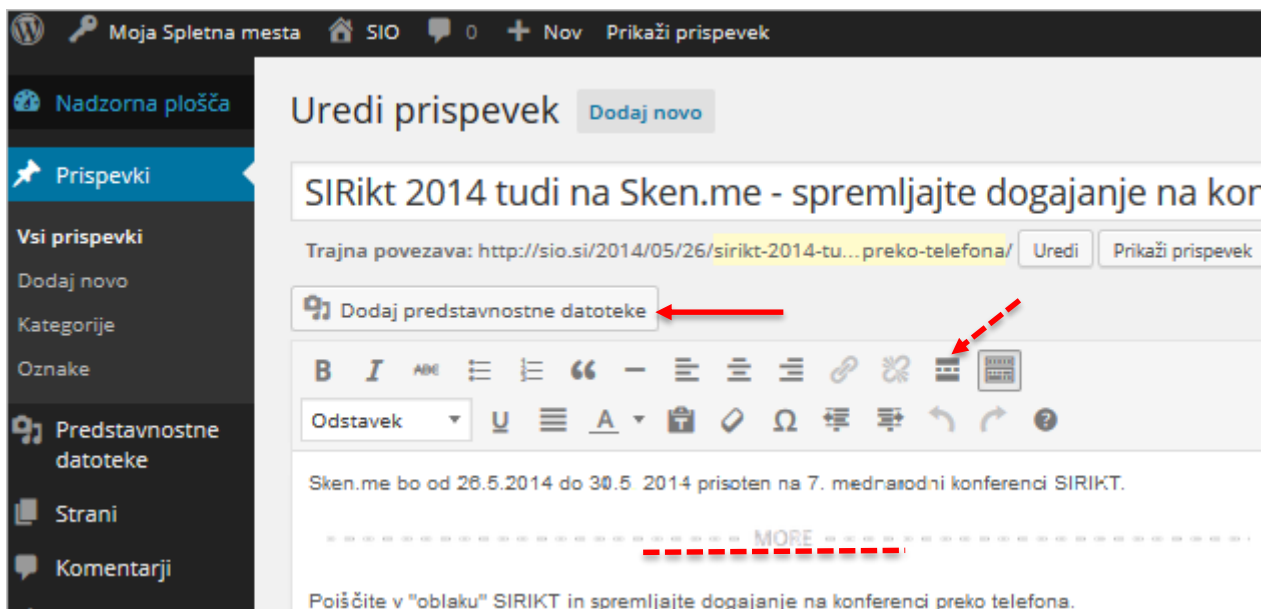 Moja Spletna mesta SIO 0 + Nov Prikaži prispevek
Nadzorna plošča
Prispevki
Vsi prispevki
Dodaj novo
Kategorije
Oznake
Predstavnostne
datoteke
Strani
Komentarji
Uredi prispevek Dodaj novo
SIRikt 2014 tudi na Sken.me - spremljajte dogajanje na kon
Trajna povezava: http://sio.si/2014/05/26/sirikt-2014-tu...preko-telefona/ Uredi Prikaži prispevek
Dodaj predstavnostne datoteke
B I ABC
Odstavek U A T Ω ?
Sken.me bo od 26.5.2014 do 30.5 2014 prisoten na 7. mednarodni konferenci SIRIKT.
MORE
Poiščite v "oblaku" SIRIKT in spremljajte dogajanje na konferenci preko telefona.